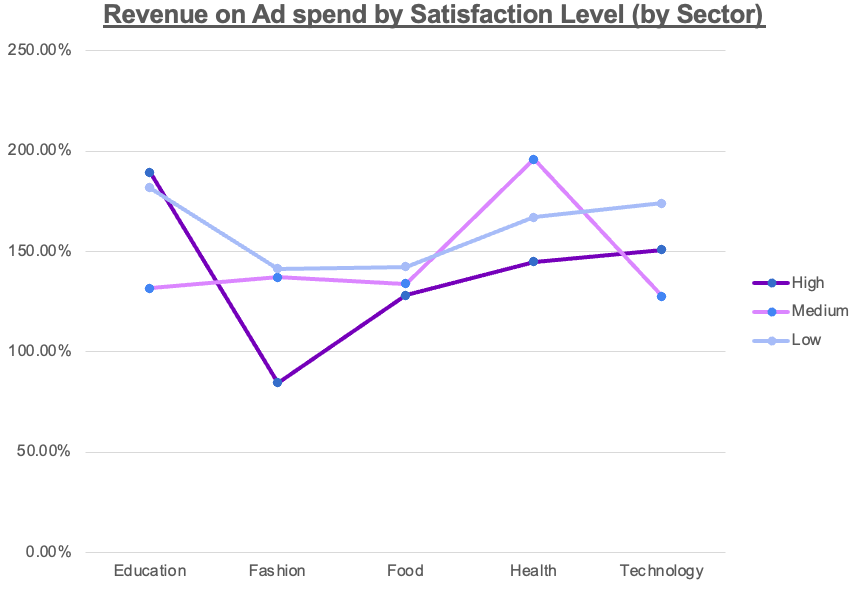 Revenue on Ad spend by Satisfaction Level (by Sector)
250.00%
200.00%
150.00%
100.00%
50.00%
0.00%
Education Fashion Food Health Technology
High
Medium
Low